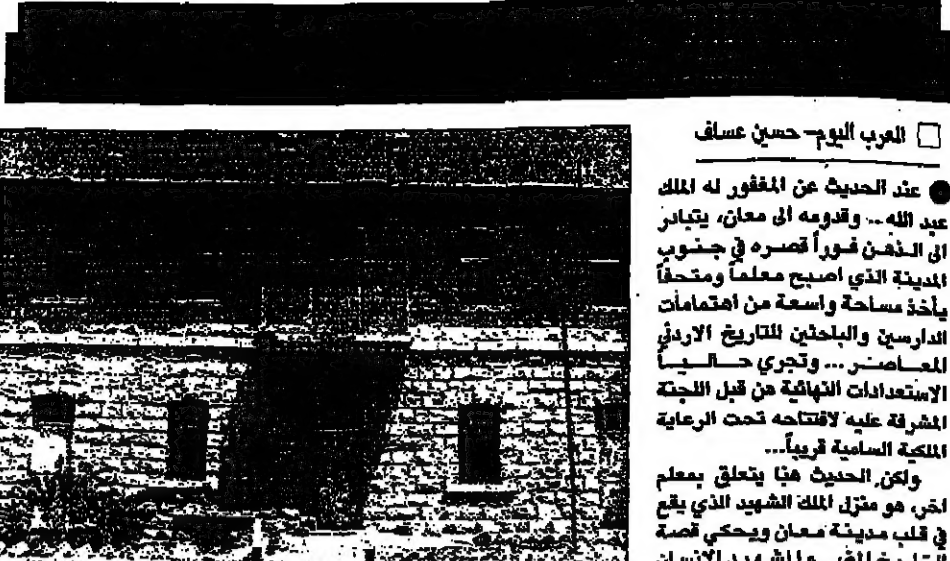 العرب اليوم - حسين عساف
عند الحديث عن المغفور له الملك
عبد الله .. وقدومه الى معان، يتبادر
الى الذهن فوراً قصره في جنوب
المدينة الذي اصبح معلماً ومتحفاً
يأخذ مساحة واسعة من اهتمامات
الدارسين والباحثين للتاريخ الاردني
المعاصر ... وتجري حالياً
الاستعدادات النهائية من قبل اللجنة
المشرفة عليه لافتتاحه تحت الرعاية
الملكية السامية قريباً...
ولكن الحديث هنا يتعلق بمعلم
آخر، هو منزل الملك الشهيد الذي يقع
في قلب مدينة معان ويحكي قصة
الانسان